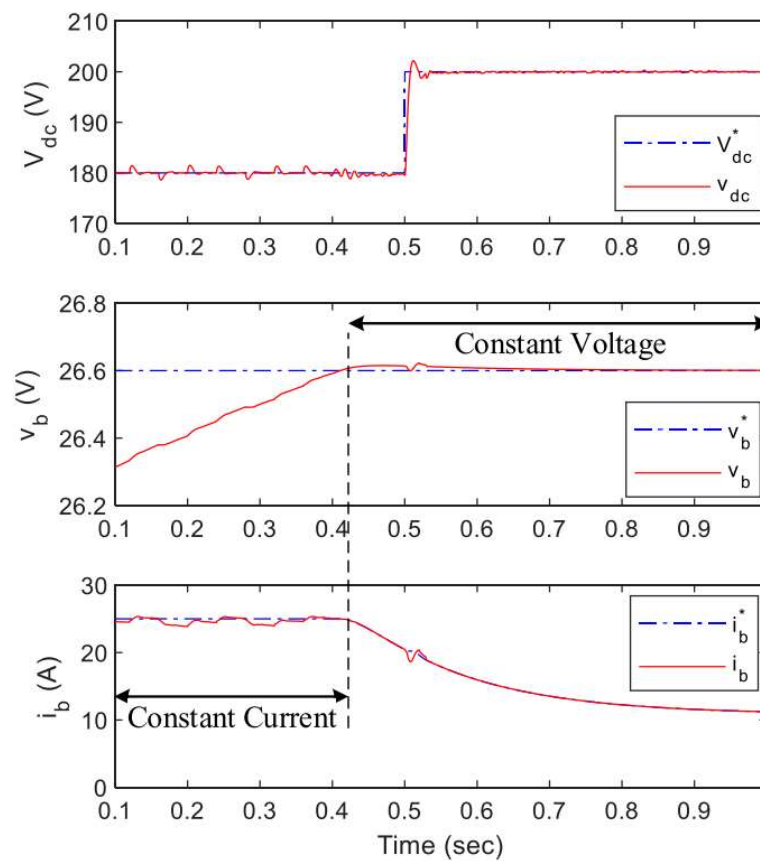 210
200
190
180
170
V_dc (V)
V*_dc
v_dc
0.1 0.2 0.3 0.4 0.5 0.6 0.7 0.8 0.9
26.8
26.6
26.4
26.2
v_b (V)
Constant Voltage
v*_b
v_b
0.1 0.2 0.3 0.4 0.5 0.6 0.7 0.8 0.9
30
20
10
0
i_b (A)
i*_b
i_b
Constant Current
0.1 0.2 0.3 0.4 0.5 0.6 0.7 0.8 0.9
Time (sec)